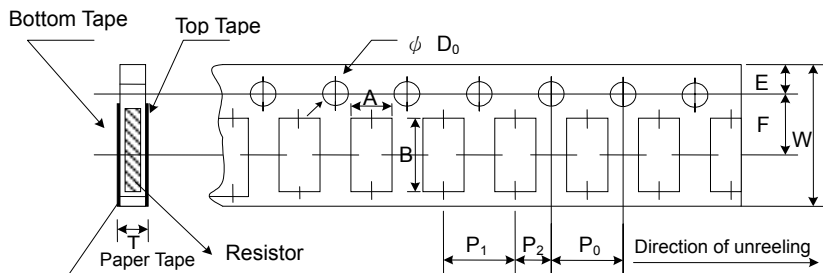 Bottom Tape
Top Tape
ψ D₀
A
E
F
W
B
T
Paper Tape
Resistor
P₁
P₂
P₀
Direction of unreeling